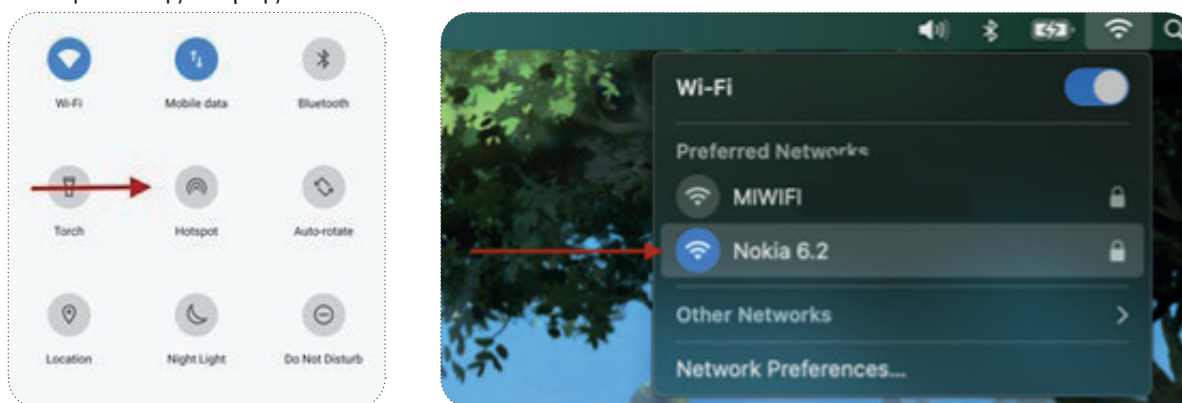 Wi-Fi
Mobile data
Bluetooth
Torch
Hotspot
Auto-rotate
Location
Night Light
Do Not Disturb
Wi-Fi
Preferred Networks
MIWIFI
Nokia 6.2
Other Networks
Network Preferences...